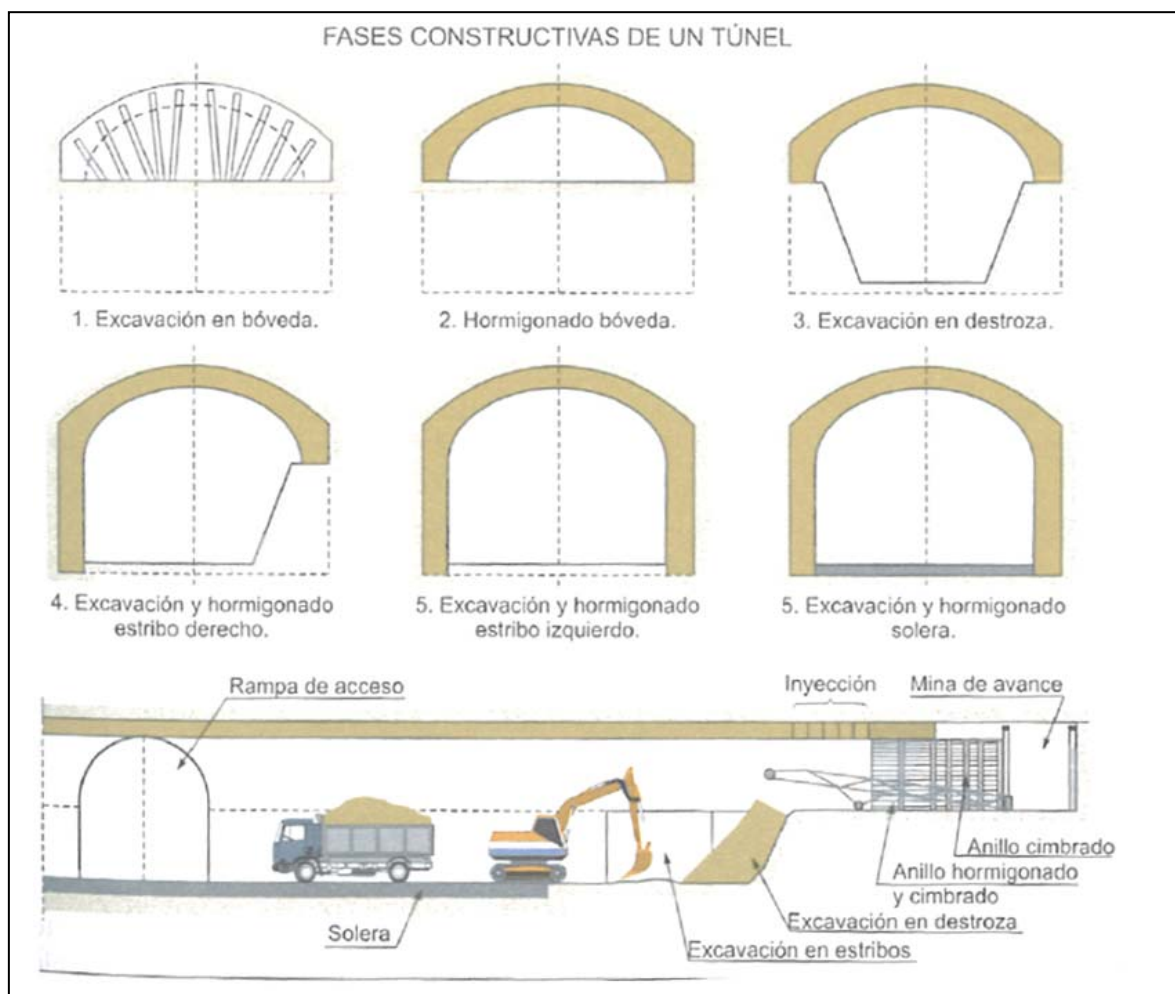 FASES CONSTRUCTIVAS DE UN TÚNEL
1. Excavación en bóveda.
2. Hormigonado bóveda.
3. Excavación en destroza.
4. Excavación y hormigonado
estribo derecho.
5. Excavación y hormigonado
estribo izquierdo.
5. Excavación y hormigonado
solera.
Rampa de acceso
Inyección
Mina de avance
Anillo cimbrado
Anillo hormigonado
y cimbrado
Excavación en destroza
Solera
Excavación en estribos